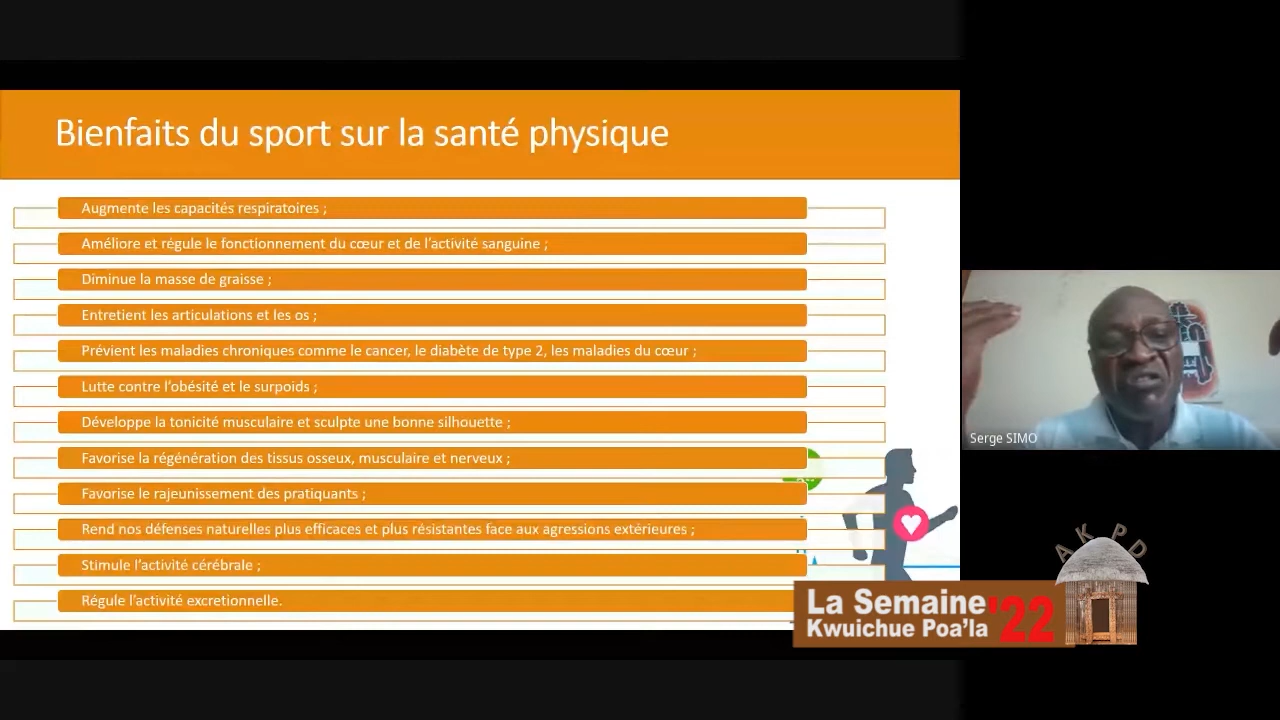 Bienfaits du sport sur la santé physique
Augmente les capacités respiratoires ;
Améliore et régule le fonctionnement du cœur et de l'activité sanguine ;
Diminue la masse de graisse ;
Entretient les articulations et les os ;
Prévient les maladies chroniques comme le cancer, le diabète de type 2, les maladies du cœur ;
Lutte contre l'obésité et le surpoids ;
Développe la tonicité musculaire et sculpte une bonne silhouette ;
Favorise la régénération des tissus osseux, musculaire et nerveux ;
Favorise le rajeunissement des pratiquants ;
Rend nos défenses naturelles plus efficaces et plus résistantes face aux agressions extérieures ;
Stimule l'activité cérébrale ;
Régule l'activité excretionnelle.
Serge SIMO
AKPD
La Semaine '22
Kwuichue Poa'la